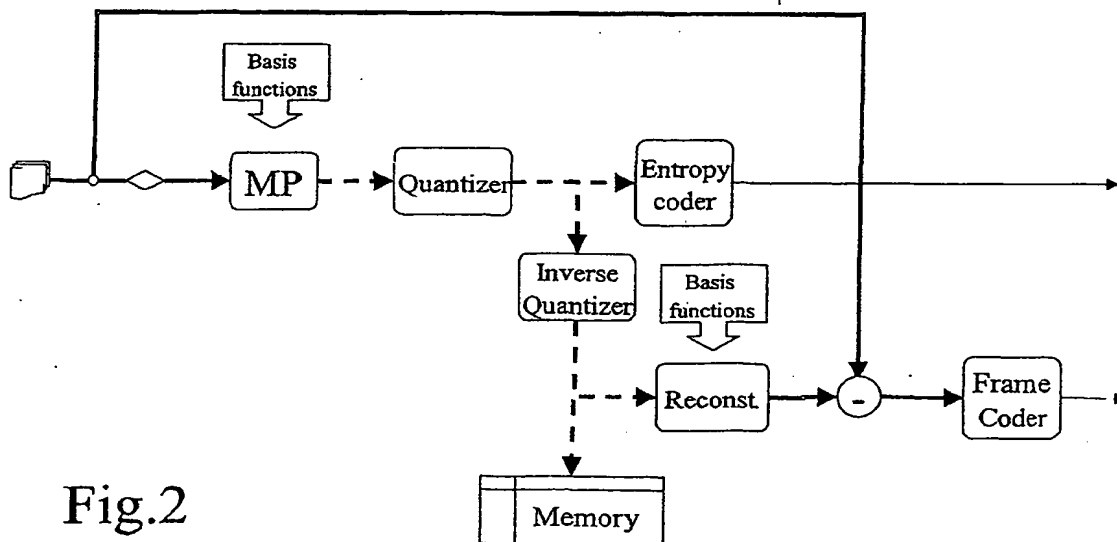 Basis
functions
MP
Quantizer
Entropy
coder
Inverse
Quantizer
Basis
functions
Reconst.
-
Frame
Coder
Memory
Fig.2